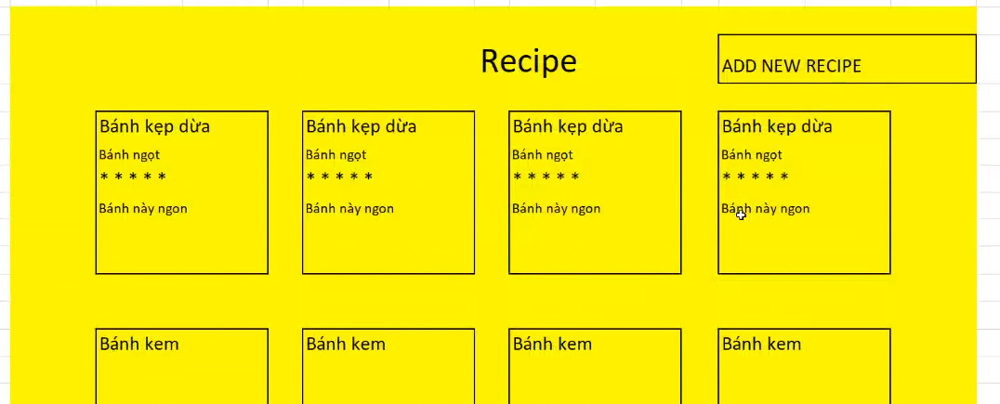 Recipe
ADD NEW RECIPE
Bánh kẹp dừa
Bánh ngọt
* * * * *
Bánh này ngon
Bánh kẹp dừa
Bánh ngọt
* * * * *
Bánh này ngon
Bánh kẹp dừa
Bánh ngọt
* * * * *
Bánh này ngon
Bánh kẹp dừa
Bánh ngọt
* * * * *
Bánh này ngon
Bánh kem
Bánh kem
Bánh kem
Bánh kem